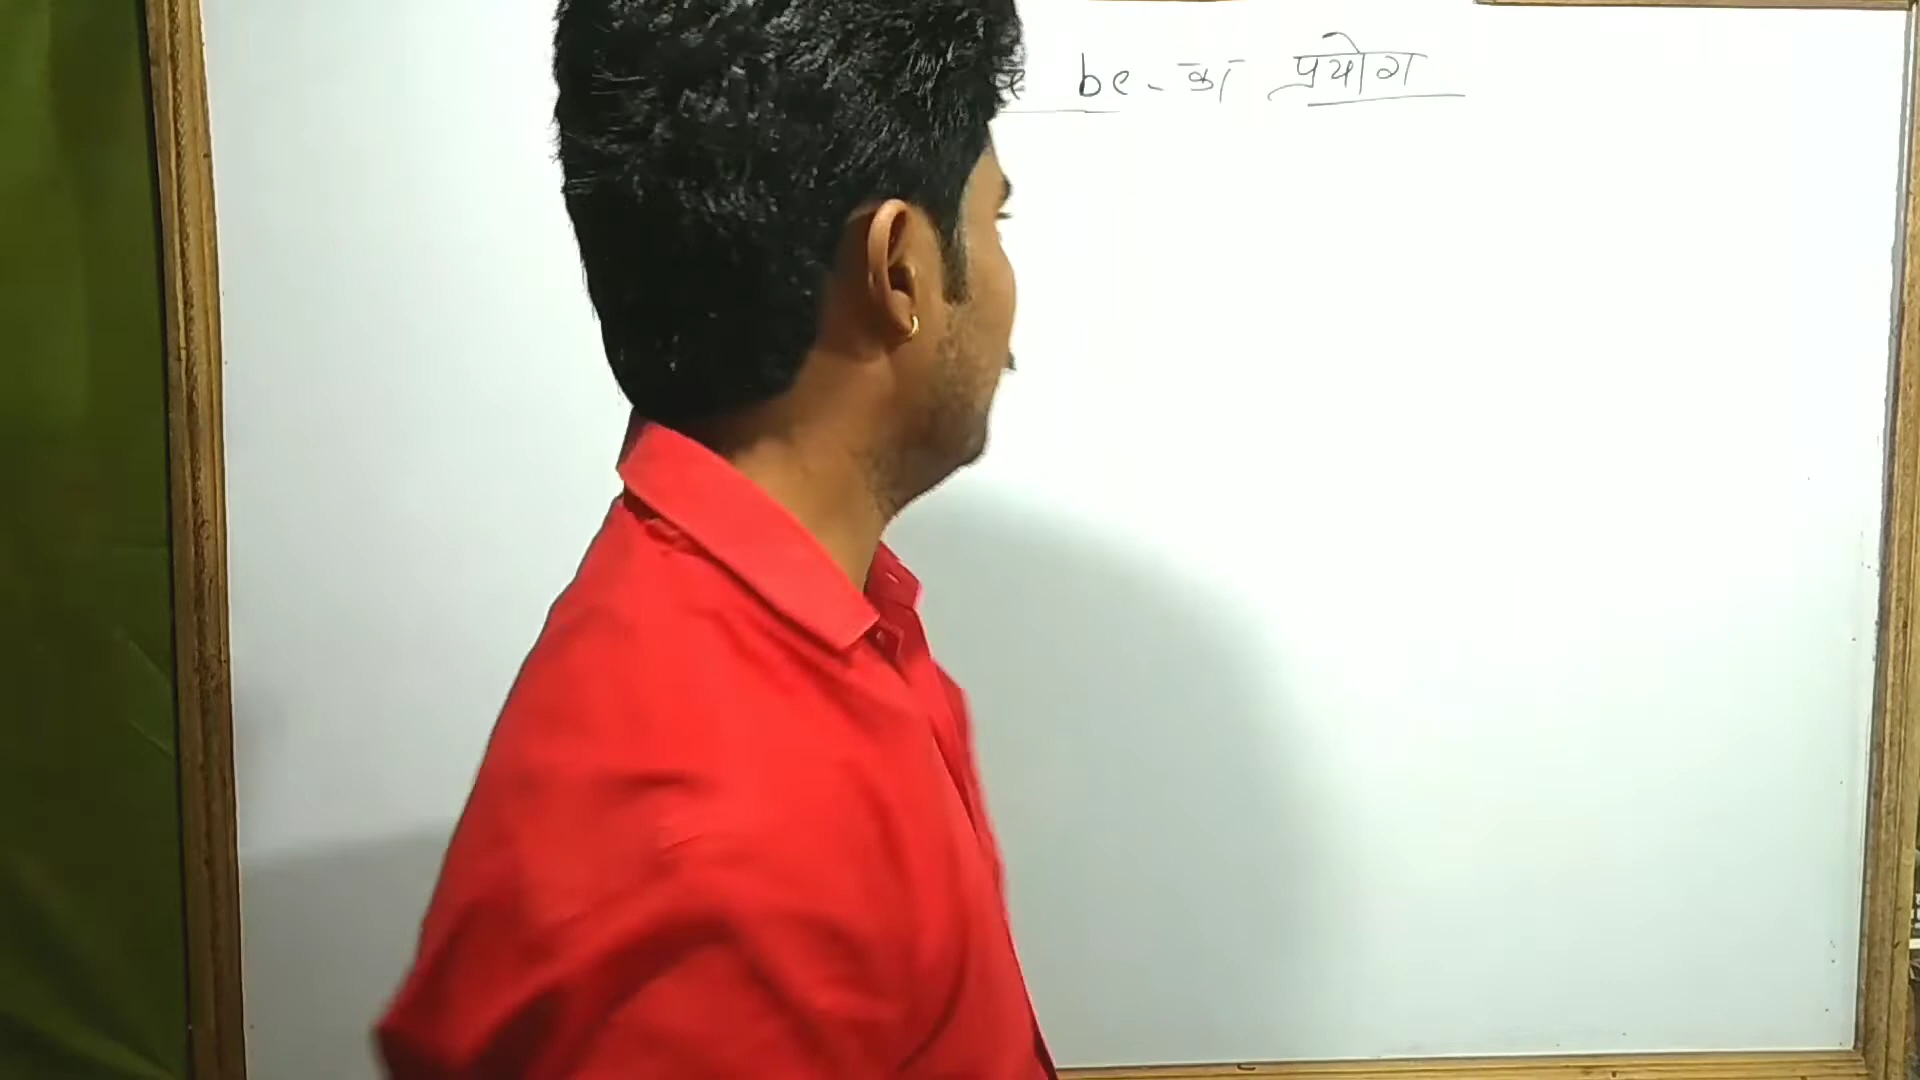 be - का प्रयोग